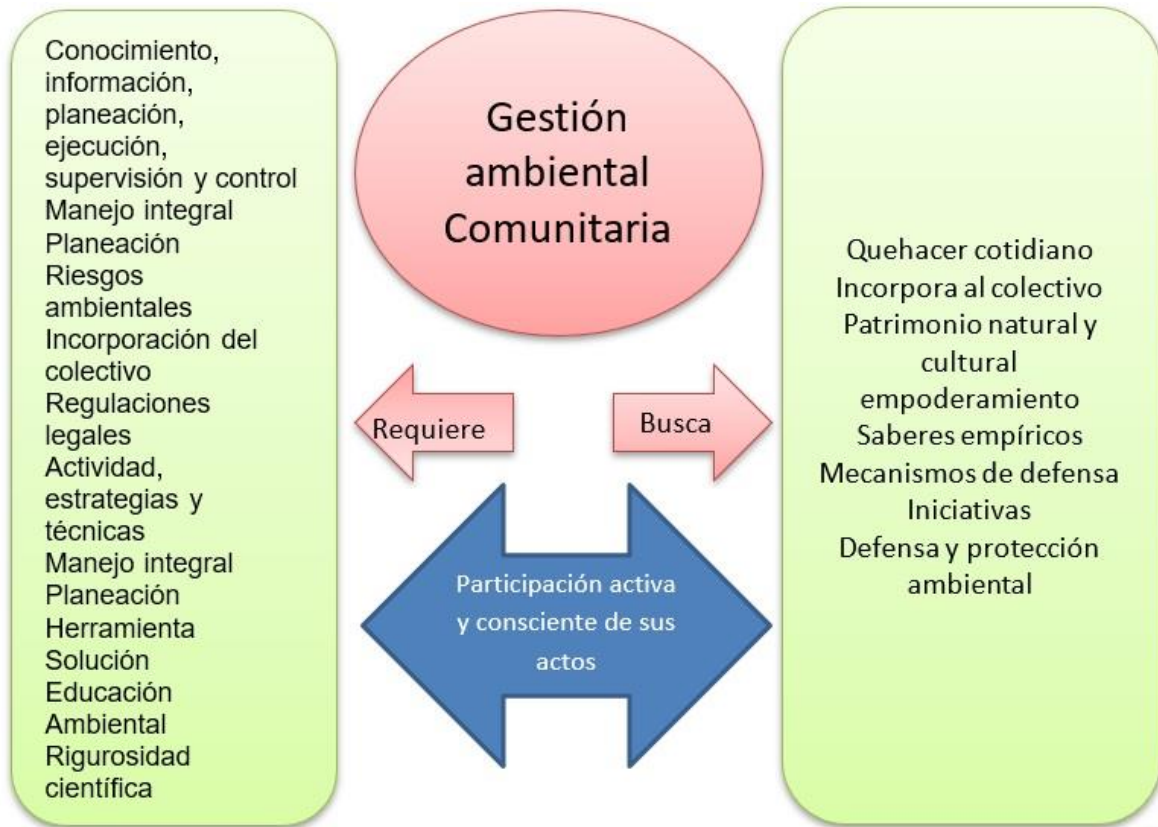 Conocimiento,
información,
planeación,
ejecución,
supervisión y control
Manejo integral
Planeación
Riesgos
ambientales
Incorporación del
colectivo
Regulaciones
legales
Actividad,
estrategias y
técnicas
Manejo integral
Planeación
Herramienta
Solución
Educación
Ambiental
Rigurosidad
científica
Gestión
ambiental
Comunitaria
Requiere
Busca
Participación activa
y consciente de sus
actos
Quehacer cotidiano
Incorpora al colectivo
Patrimonio natural y
cultural
empoderamiento
Saberes empíricos
Mecanismos de defensa
Iniciativas
Defensa y protección
ambiental